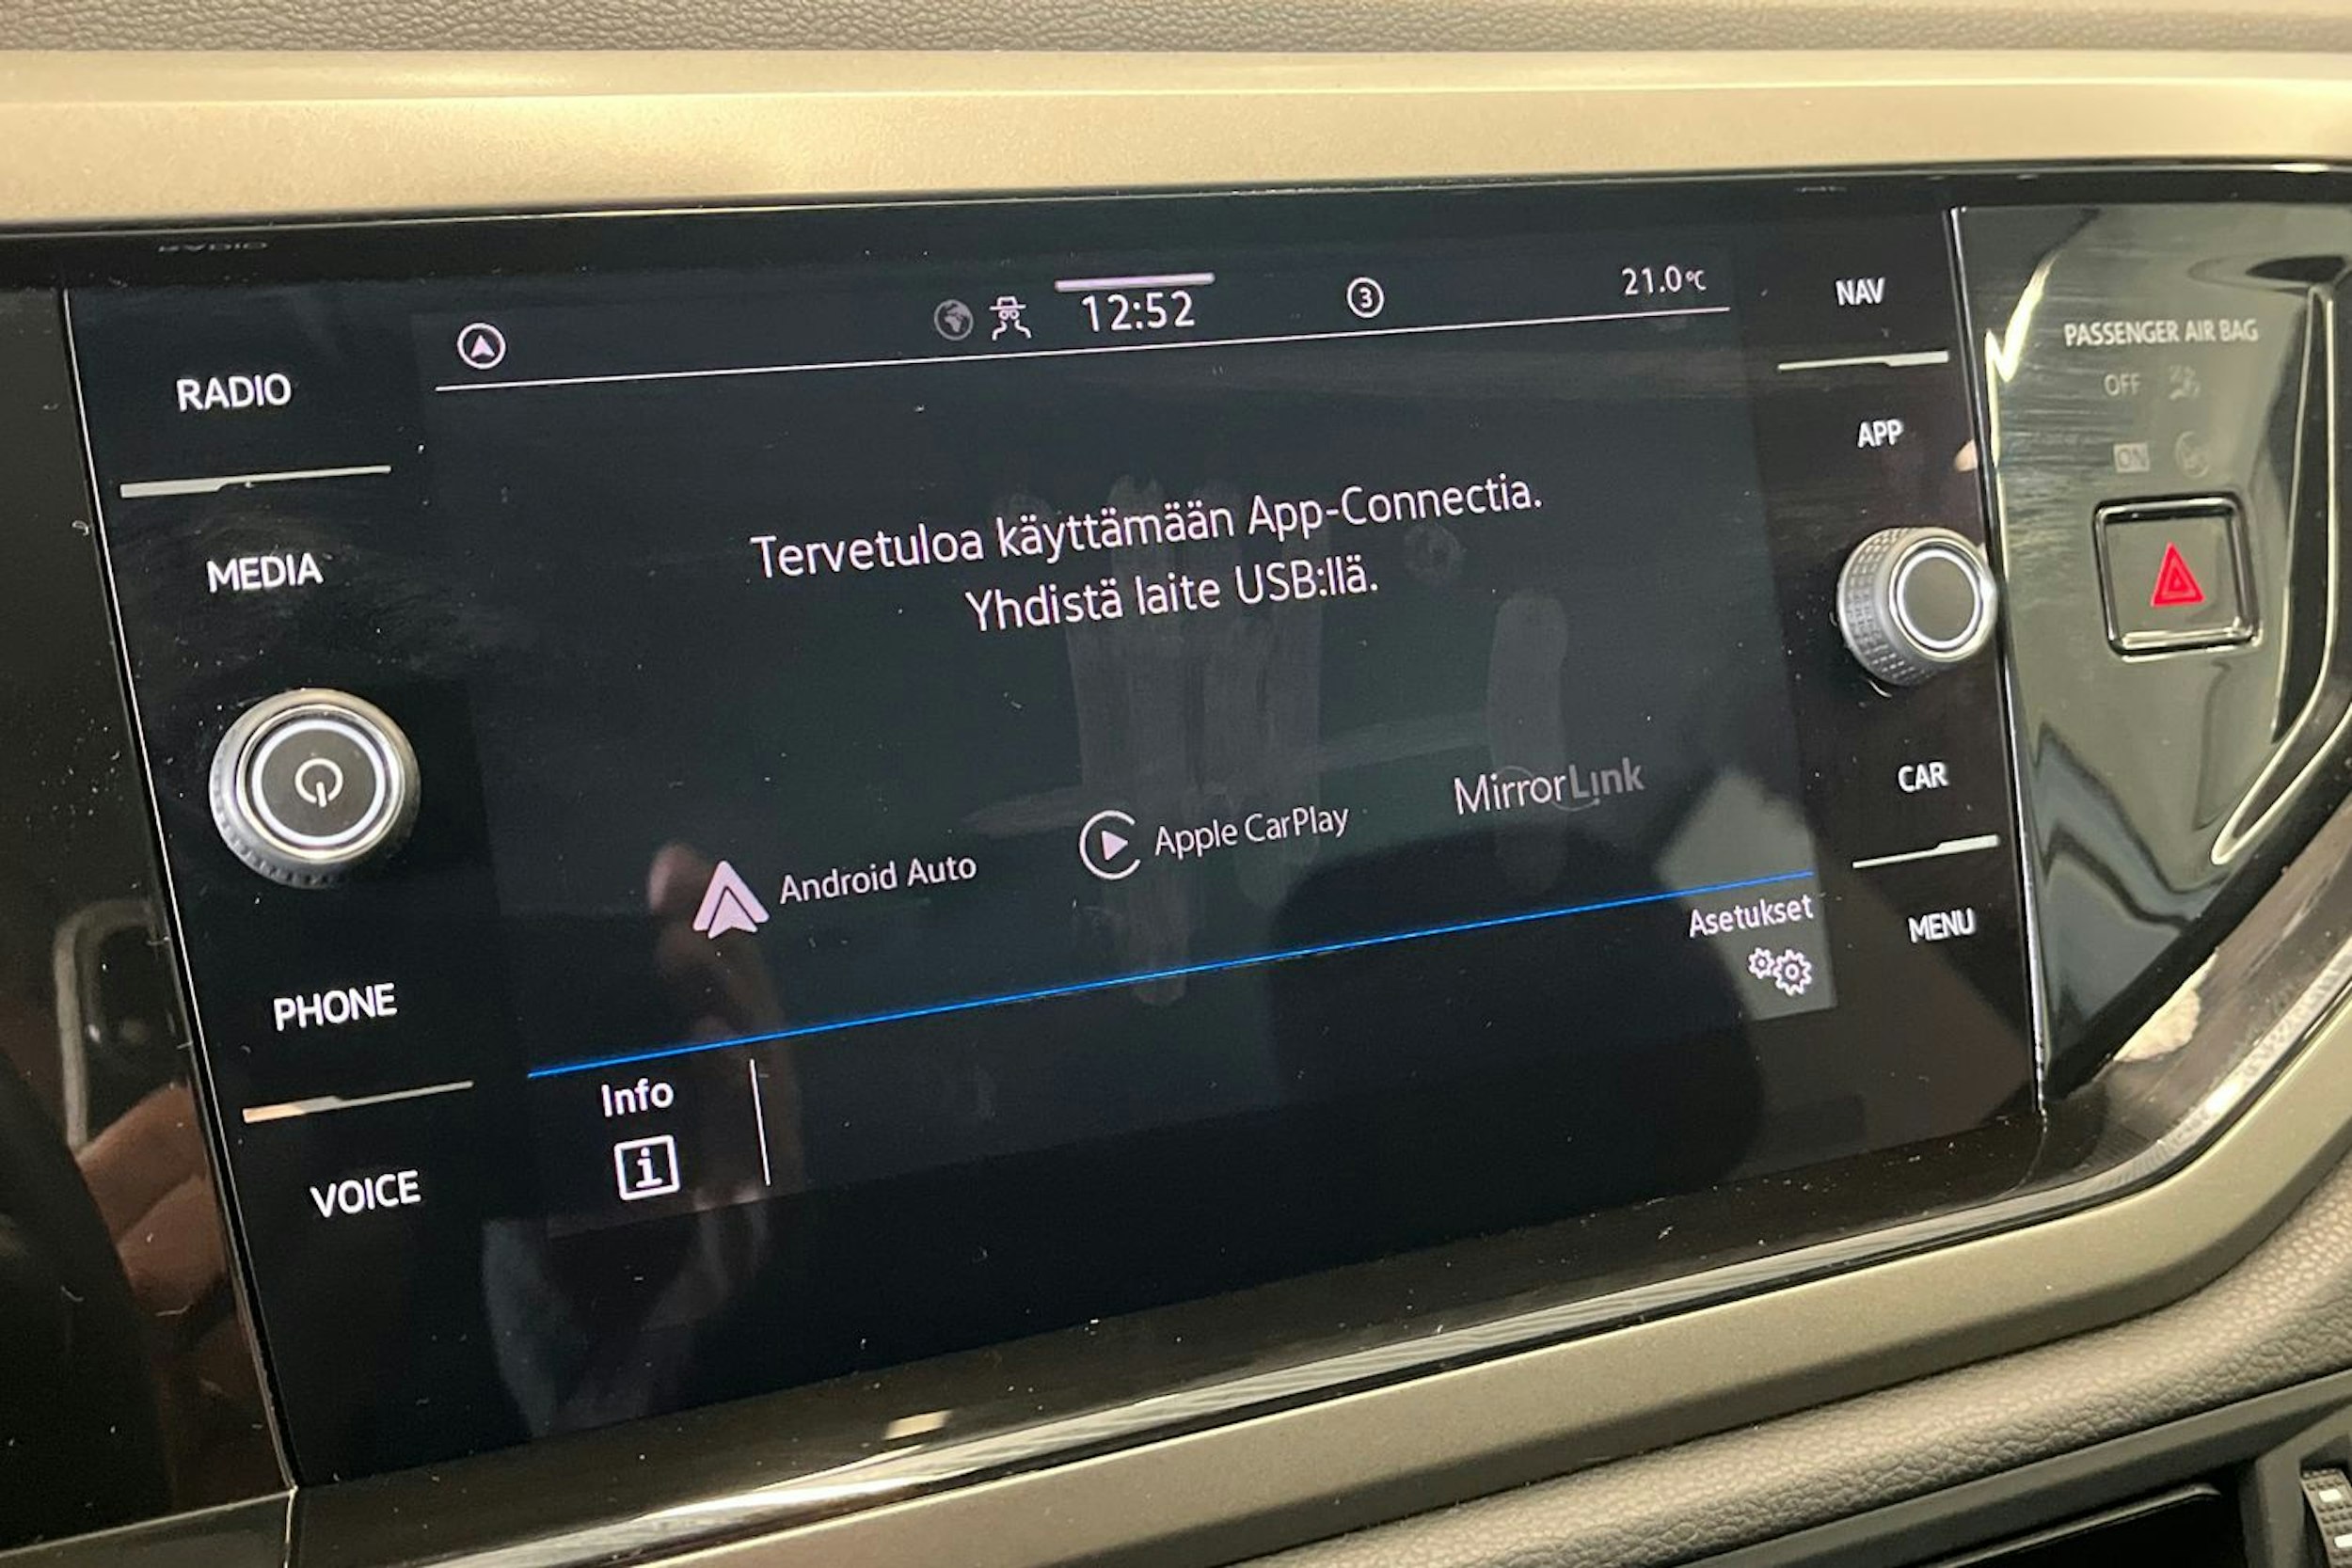 RADIO
MEDIA
PHONE
VOICE
12:52
3
21.0°C
Tervetuloa käyttämään App-Connectia.
Yhdistä laite USB:llä.
Android Auto
Apple CarPlay
MirrorLink
Asetukset
Info
i
NAV
APP
CAR
MENU
PASSENGER AIR BAG
OFF
ON